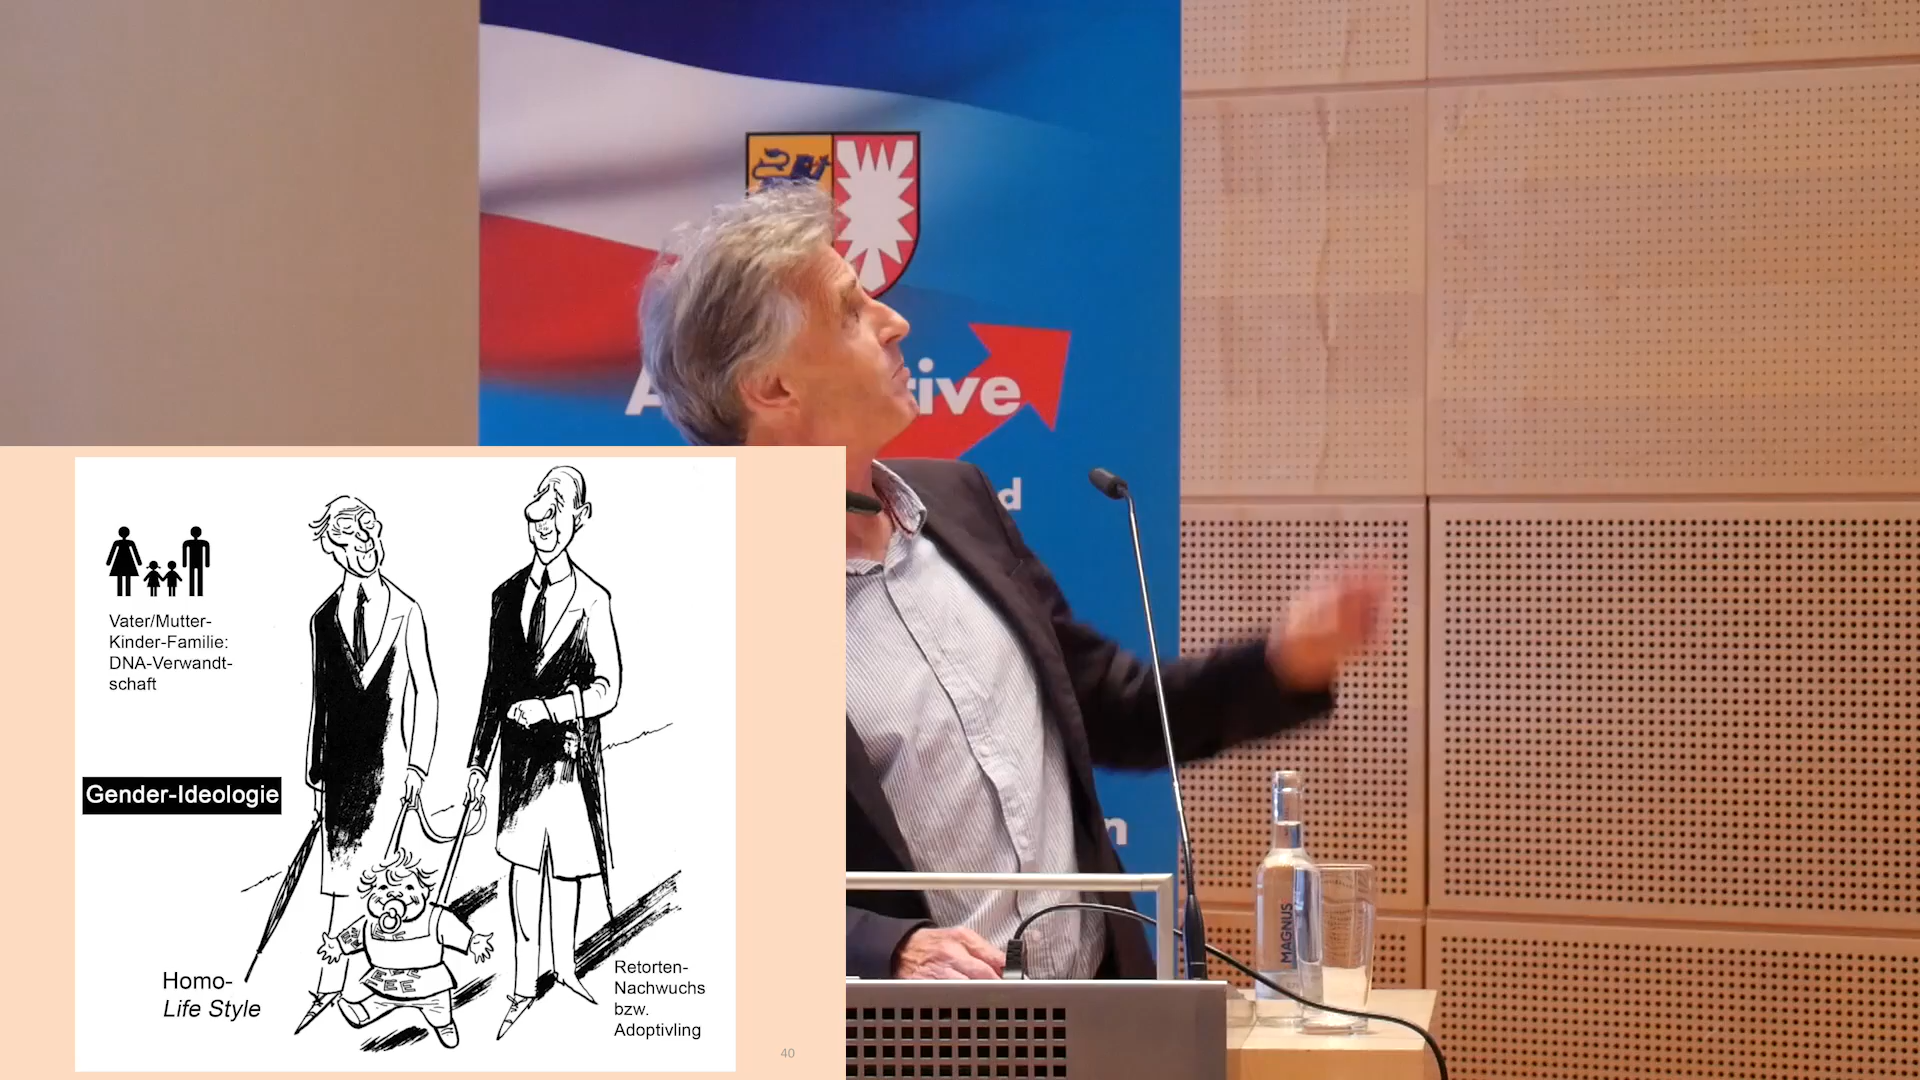 Vater/Mutter-
Kinder-Familie:
DNA-Verwandt-
schaft
Gender-Ideologie
Homo-
Life Style
Retorten-
Nachwuchs
bzw.
Adoptivling
40
MAGNUS